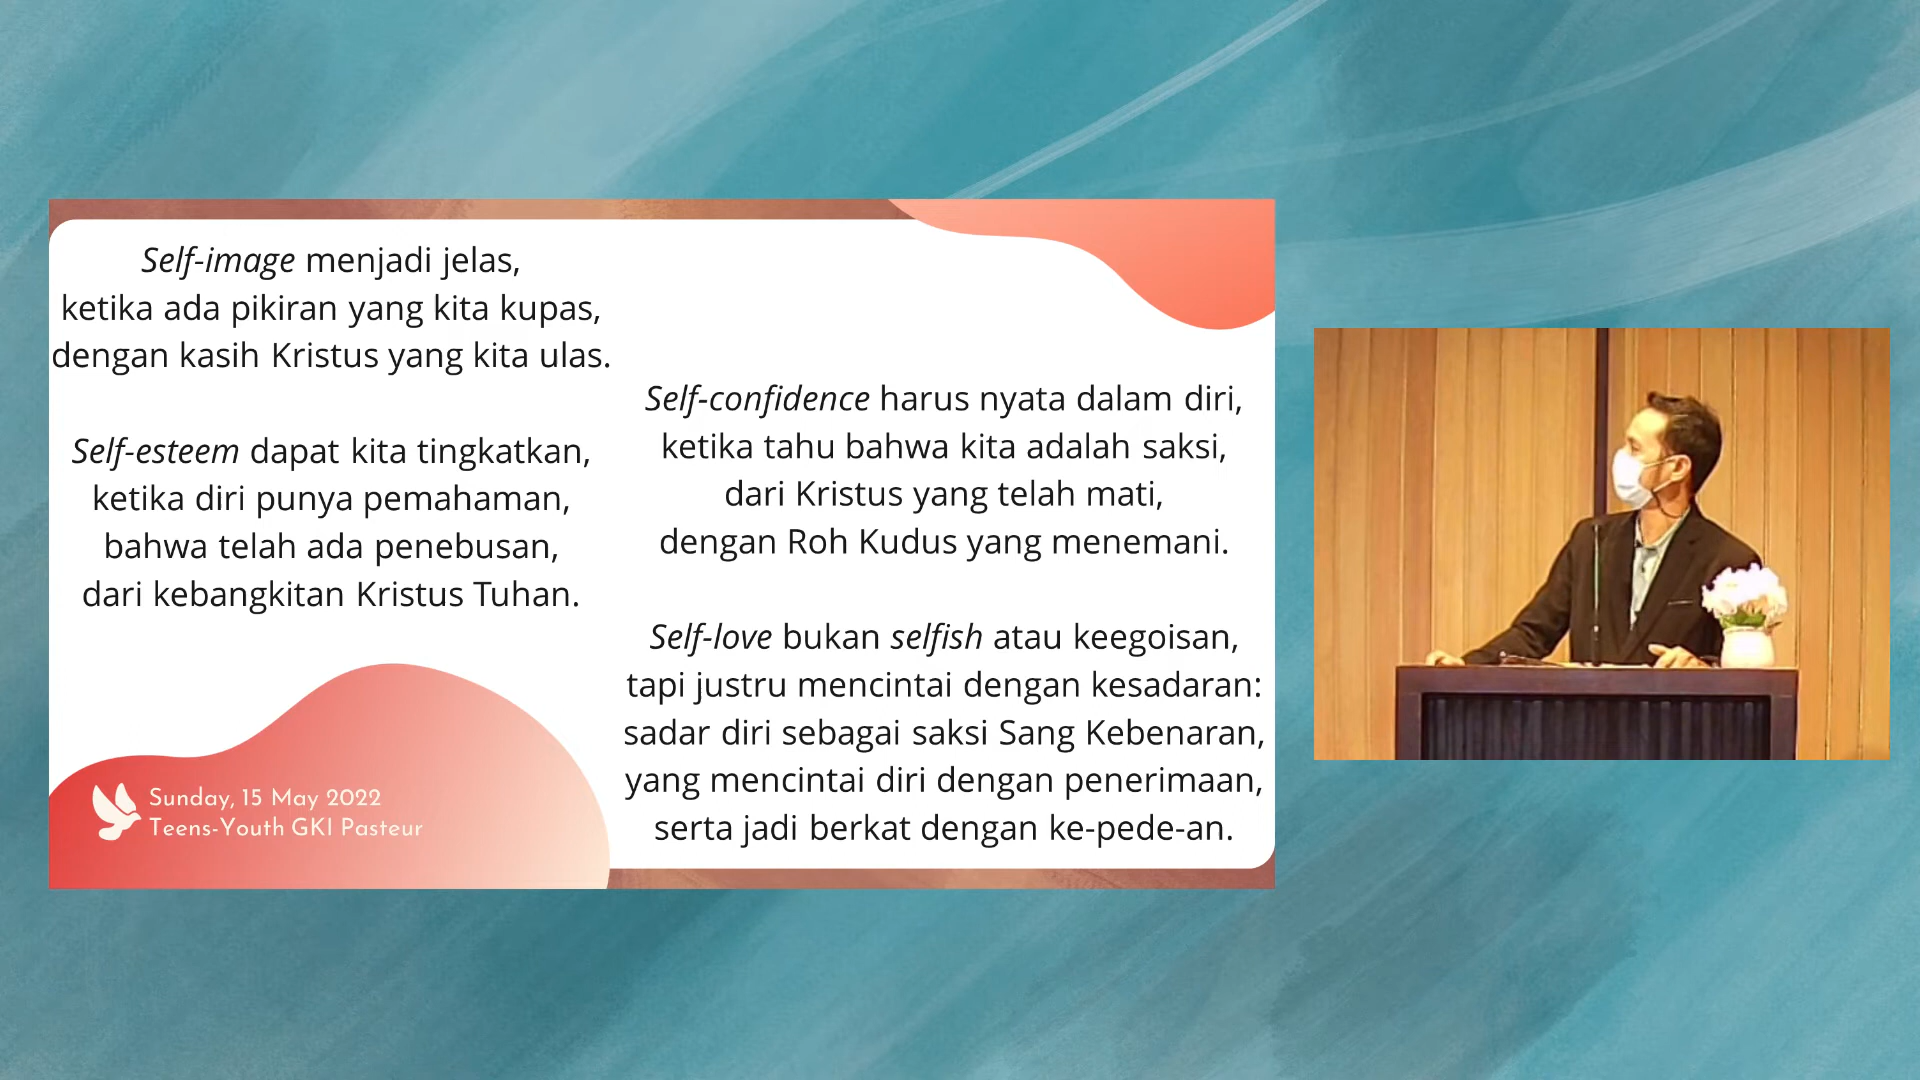 Self-image menjadi jelas,
ketika ada pikiran yang kita kupas,
dengan kasih Kristus yang kita ulas.
Self-esteem dapat kita tingkatkan,
ketika diri punya pemahaman,
bahwa telah ada penebusan,
dari kebangkitan Kristus Tuhan.
Self-confidence harus nyata dalam diri,
ketika tahu bahwa kita adalah saksi,
dari Kristus yang telah mati,
dengan Roh Kudus yang menemani.
Self-love bukan selfish atau keegoisan,
tapi justru mencintai dengan kesadaran:
sadar diri sebagai saksi Sang Kebenaran,
yang mencintai diri dengan penerimaan,
serta jadi berkat dengan ke-pede-an.
Sunday, 15 May 2022
Teens-Youth GKI Pasteur